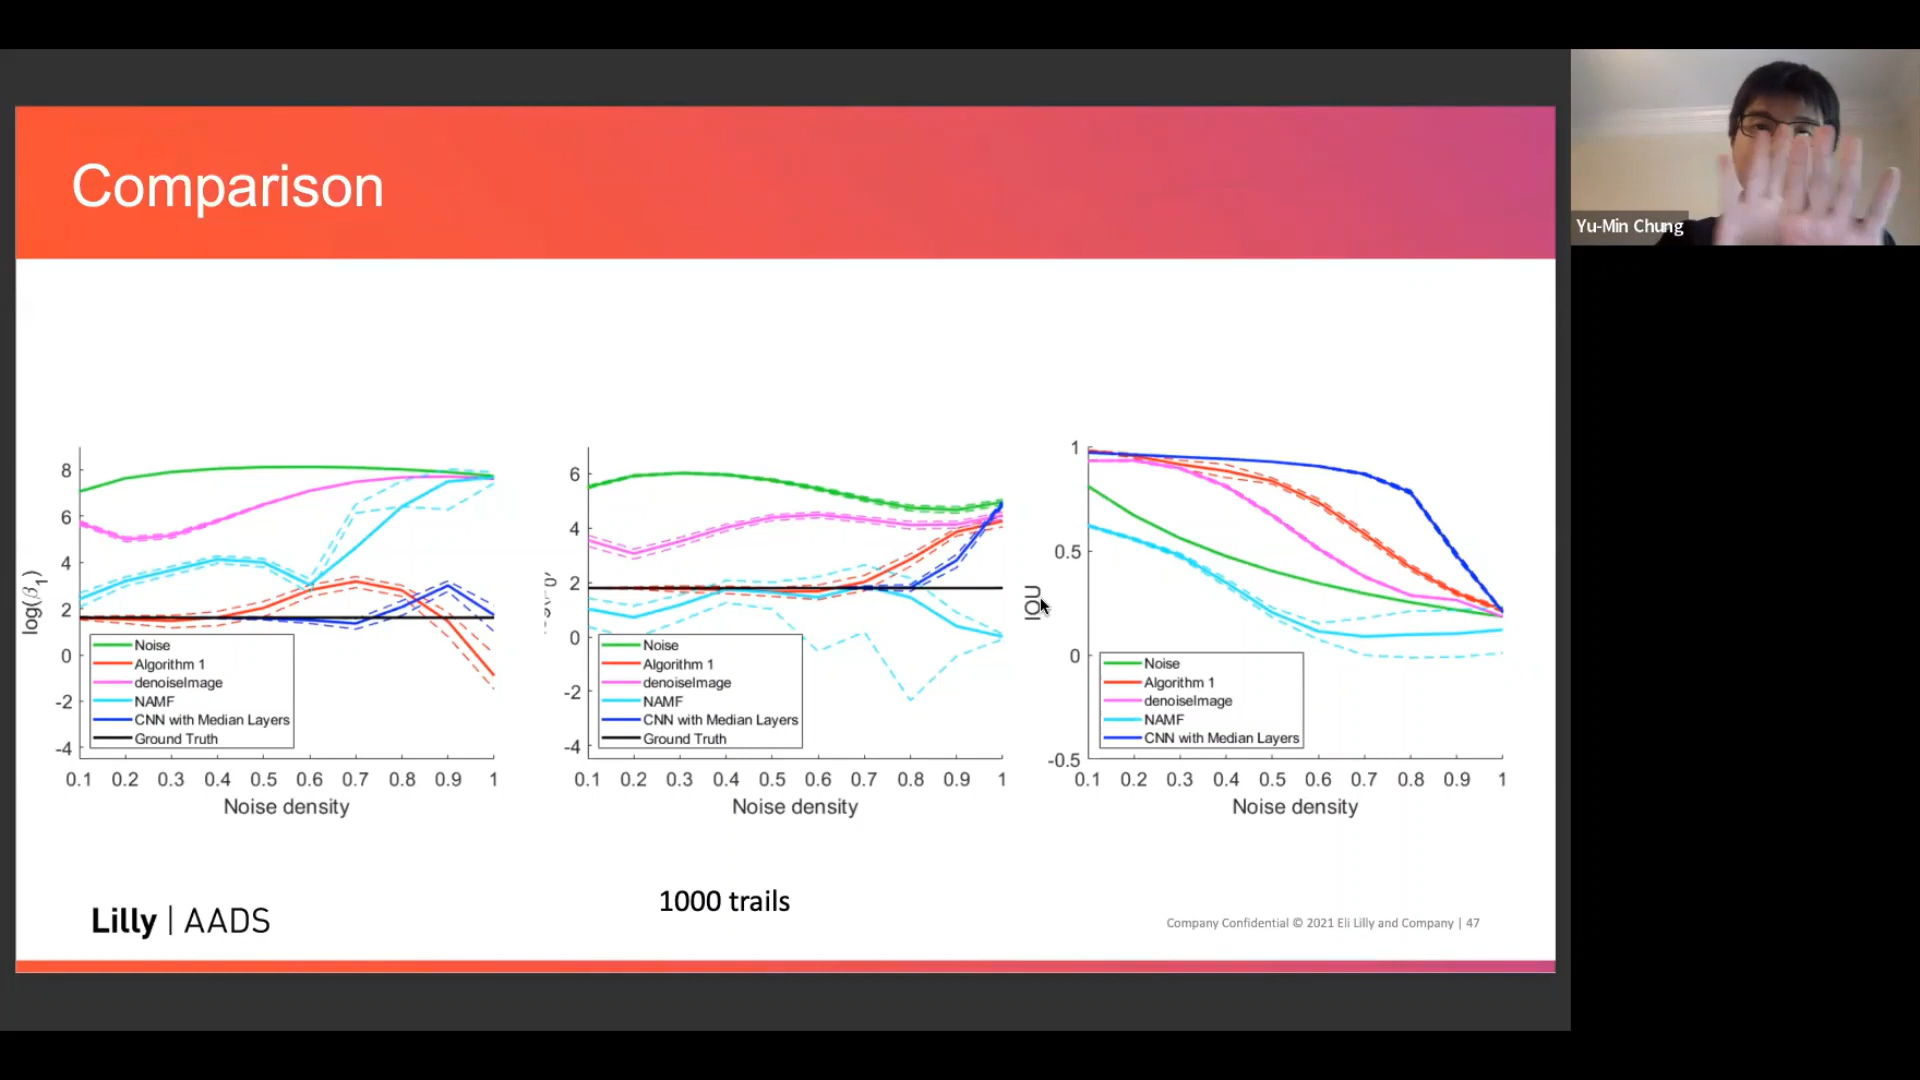 Comparison
Yu-Min Chung
log(β1)
8
6
4
2
0
-2
-4
Noise
Algorithm 1
denoiseImage
NAMF
CNN with Median Layers
Ground Truth
0.1 0.2 0.3 0.4 0.5 0.6 0.7 0.8 0.9 1
Noise density
6
4
2
0
-2
-4
Noise
Algorithm 1
denoiseImage
NAMF
CNN with Median Layers
Ground Truth
0.1 0.2 0.3 0.4 0.5 0.6 0.7 0.8 0.9 1
Noise density
IOU
1
0.5
0
-0.5
Noise
Algorithm 1
denoiseImage
NAMF
CNN with Median Layers
0.1 0.2 0.3 0.4 0.5 0.6 0.7 0.8 0.9 1
Noise density
1000 trails
Lilly | AADS
Company Confidential © 2021 Eli Lilly and Company | 47